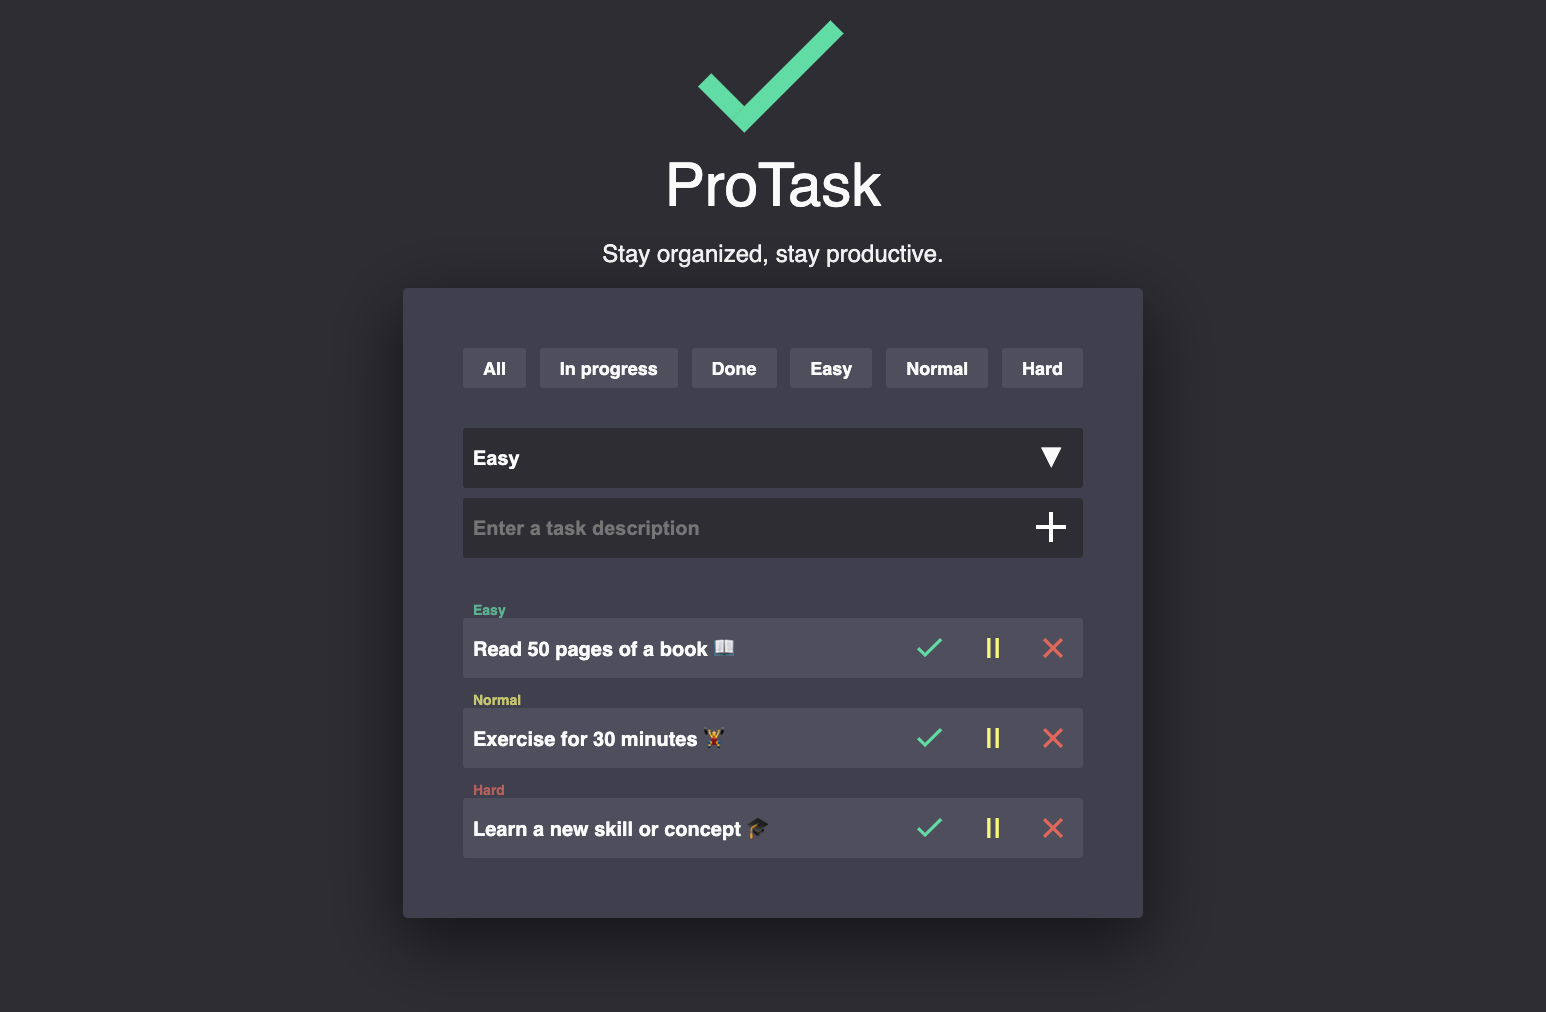 ProTask
Stay organized, stay productive.
All In progress Done Easy Normal Hard
Easy
Enter a task description
Easy
Read 50 pages of a book 📖
Normal
Exercise for 30 minutes 🏋️
Hard
Learn a new skill or concept 🎓